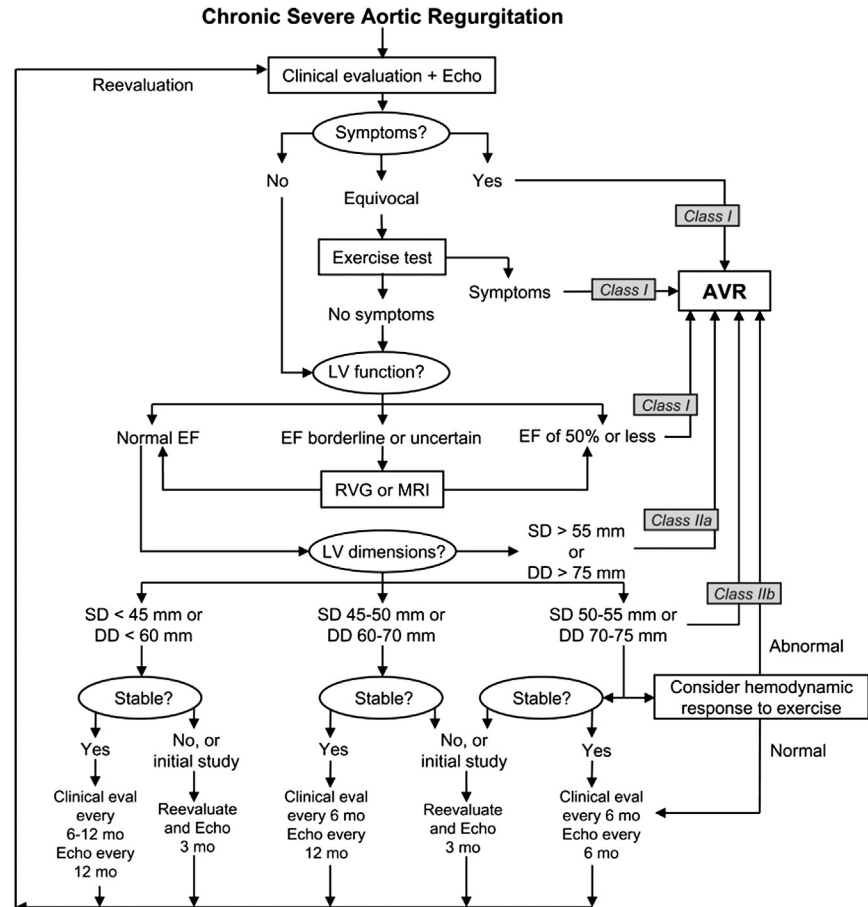 Chronic Severe Aortic Regurgitation
Reevaluation
Clinical evaluation + Echo
Symptoms?
No
Equivocal
Yes
Class I
Exercise test
Symptoms
Class I
AVR
No symptoms
LV function?
Class I
Normal EF
EF borderline or uncertain
EF of 50% or less
RVG or MRI
Class IIa
LV dimensions?
SD > 55 mm
or
DD > 75 mm
Class IIb
SD < 45 mm or
DD < 60 mm
SD 45-50 mm or
DD 60-70 mm
SD 50-55 mm or
DD 70-75 mm
Abnormal
Stable?
Stable?
Stable?
Consider hemodynamic
response to exercise
Yes
No, or
initial study
Yes
No, or
initial study
Yes
Normal
Clinical eval
every
6-12 mo
Echo every
12 mo
Reevaluate
and Echo
3 mo
Clinical eval
every 6 mo
Echo every
12 mo
Reevaluate
and Echo
3 mo
Clinical eval
every 6 mo
Echo every
6 mo